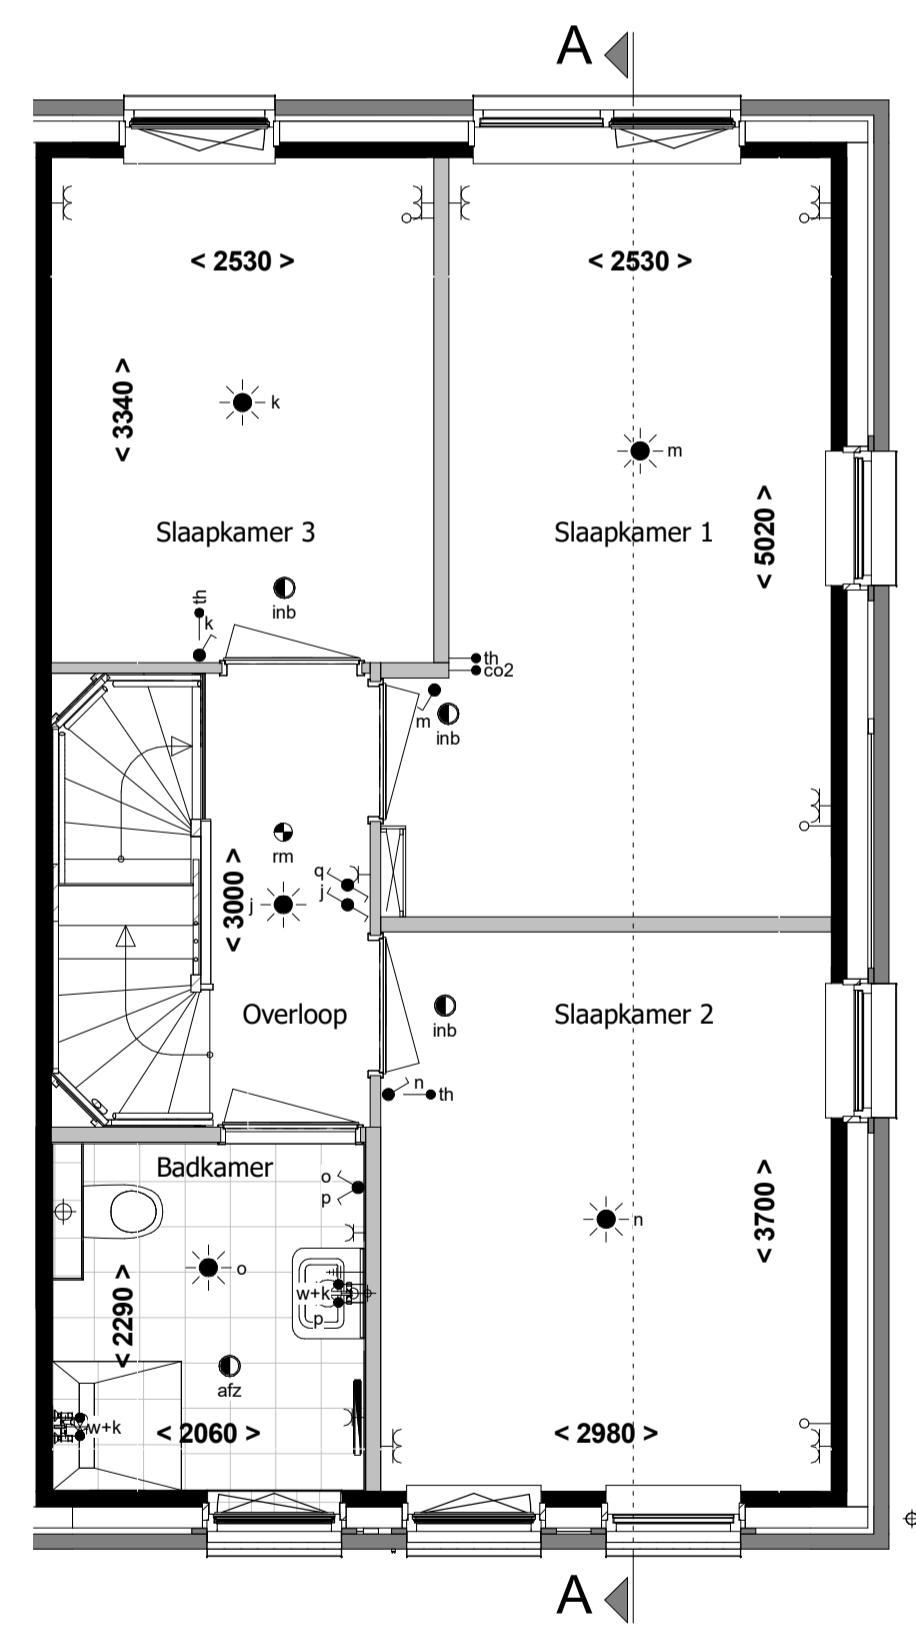 A
< 2530 >
< 2530 >
< 3340 >
k
m
< 5020 >
Slaapkamer 3
Slaapkamer 1
th
k
inb
th
co2
m
inb
rm
q
j
< 3000 >
j
Overloop
inb
Slaapkamer 2
n
th
Badkamer
o
p
< 3700 >
n
o
w+k
p
< 2290 >
afz
w+k
< 2060 >
< 2980 >
A